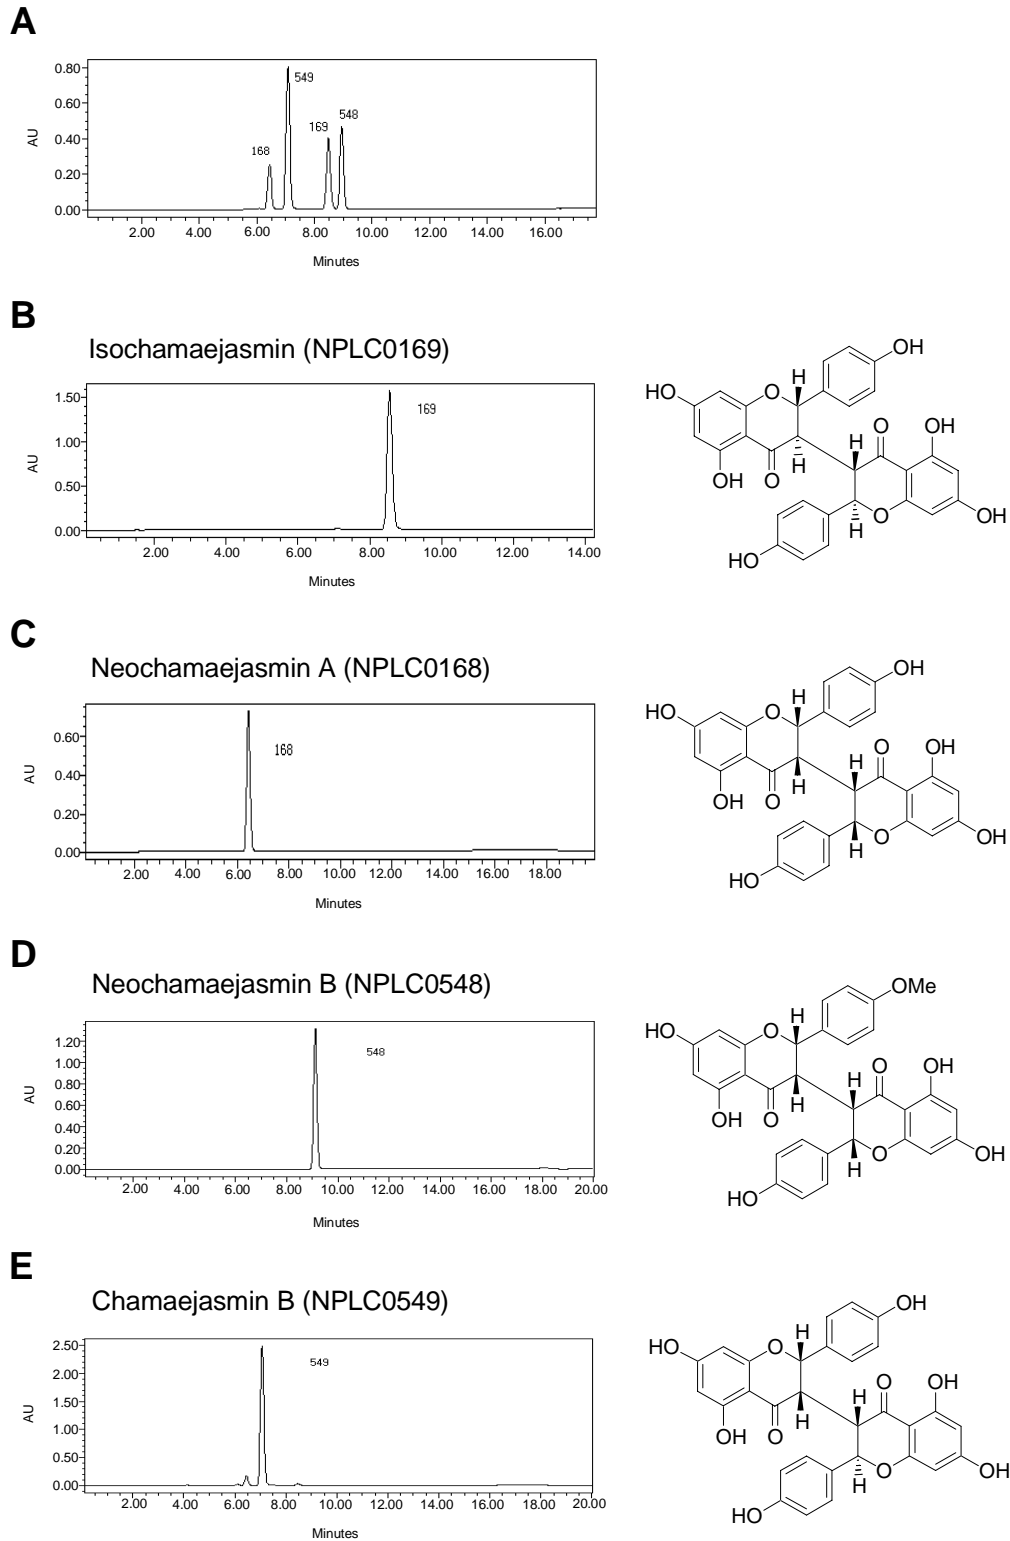 A
AU
0.80
0.60
0.40
0.20
0.00
168
549
169
548
2.00 4.00 6.00 8.00 10.00 12.00 14.00 16.00
Minutes
B
Isochamaejasmin (NPLC0169)
AU
1.50
1.00
0.50
0.00
169
2.00 4.00 6.00 8.00 10.00 12.00 14.00
Minutes
OH
HO O H
H O OH
OH O H
H O OH
HO
C
Neochamaejasmin A (NPLC0168)
AU
0.60
0.40
0.20
0.00
168
2.00 4.00 6.00 8.00 10.00 12.00 14.00 16.00 18.00
Minutes
OH
HO O H
H O OH
OH O H
H O OH
HO
D
Neochamaejasmin B (NPLC0548)
AU
1.20
1.00
0.80
0.60
0.40
0.20
0.00
548
2.00 4.00 6.00 8.00 10.00 12.00 14.00 16.00 18.00 20.00
Minutes
OMe
HO O H
H O OH
OH O H
H O OH
HO
E
Chamaejasmin B (NPLC0549)
AU
2.50
2.00
1.50
1.00
0.50
0.00
549
2.00 4.00 6.00 8.00 10.00 12.00 14.00 16.00 18.00 20.00
Minutes
OH
HO O H
H O OH
OH O H
H O OH
HO